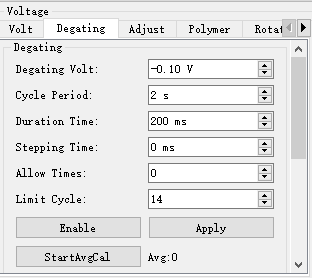 Voltage
Volt Degating Adjust Polymer Rotat
Degating
Degating Volt: -0.10 V
Cycle Period: 2 s
Duration Time: 200 ms
Stepping Time: 0 ms
Allow Times: 0
Limit Cycle: 14
Enable Apply
StartAvgCal Avg:0